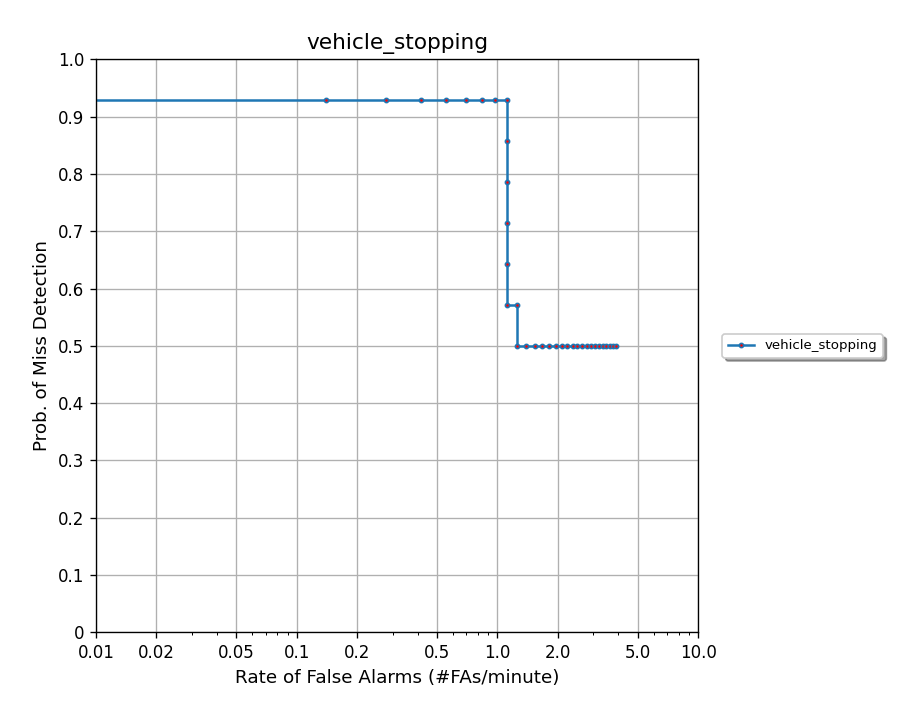 vehicle_stopping
1.0
0.9
0.8
0.7
0.6
0.5
0.4
0.3
0.2
0.1
0
Prob. of Miss Detection
0.01 0.02 0.05 0.1 0.2 0.5 1.0 2.0 5.0 10.0
Rate of False Alarms (#FAs/minute)
vehicle_stopping